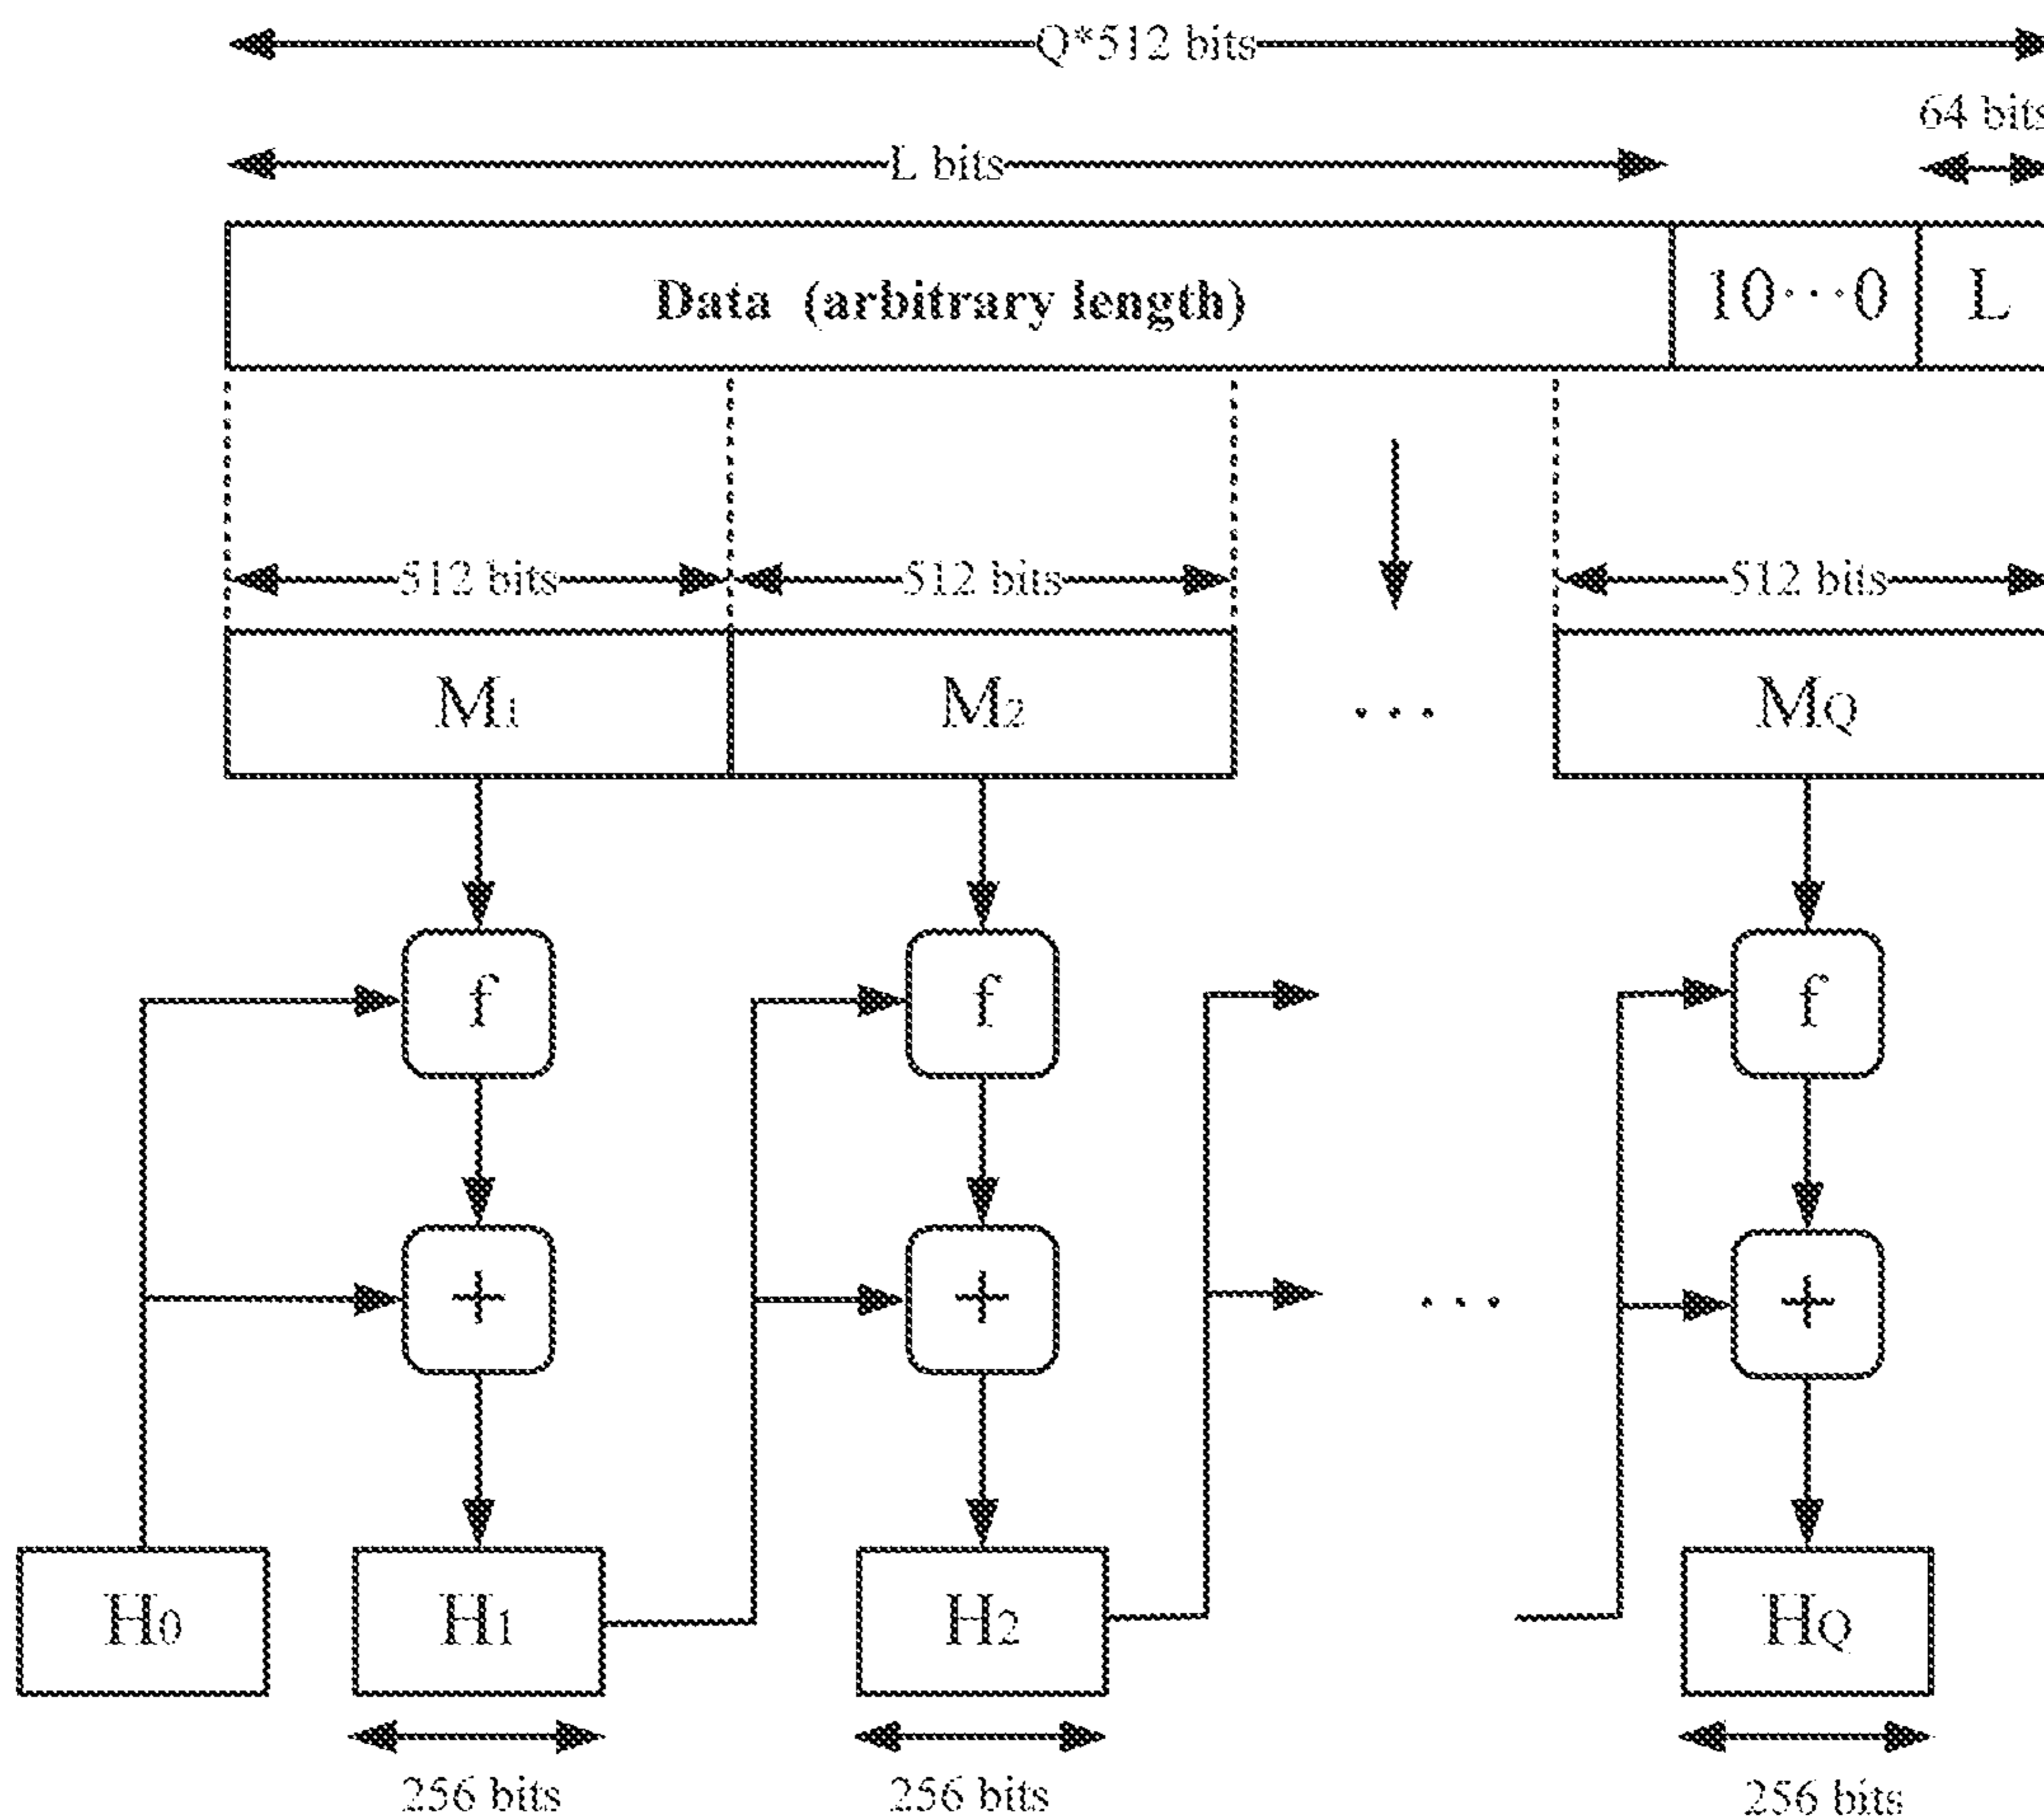 Q*512 bits
64 bits
L bits
Data (arbitrary length) 10···0 L
512 bits 512 bits 512 bits
M1 M2 ... MQ
f f f
+ + ... +
H0 H1 H2 HQ
256 bits 256 bits 256 bits